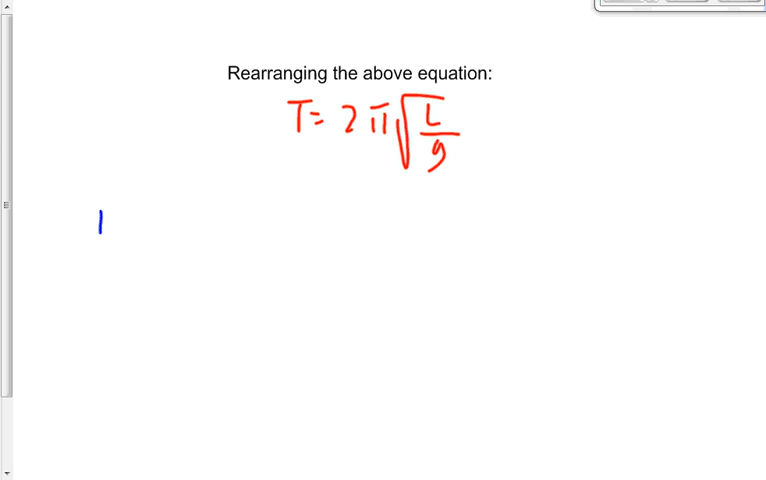 Rearranging the above equation:
T = 2π√(L/g)